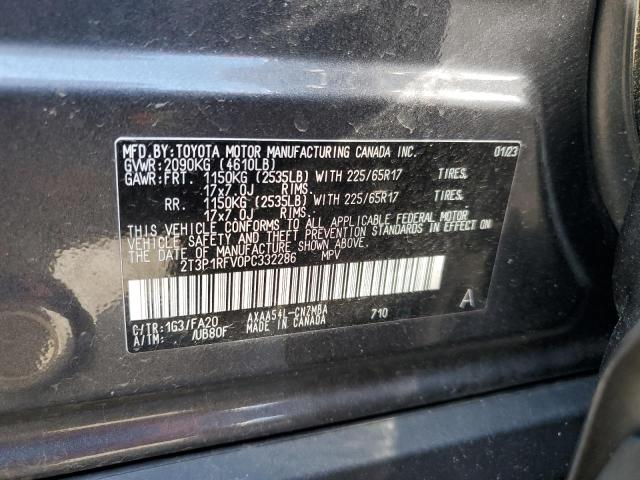 MFD.BY:TOYOTA MOTOR MANUFACTURING CANADA INC. 01/23
GVWR:2090KG (4610LB)
GAWR:FRT. 1150KG (2535LB) WITH 225/65R17 TIRES,
17x7.0J RIMS,
RR. 1150KG (2535LB) WITH 225/65R17 TIRES,
17x7.0J RIMS,
THIS VEHICLE CONFORMS TO ALL APPLICABLE FEDERAL MOTOR
VEHICLE SAFETY AND THEFT PREVENTION STANDARDS IN
EFFECT ON THE DATE OF MANUFACTURE SHOWN ABOVE.
2T3P1RFV0PC332286 MPV
A
C/TR:1G3/FA20 AXAA54L-CNZMBA 710
A/TM: /UB80F MADE IN CANADA